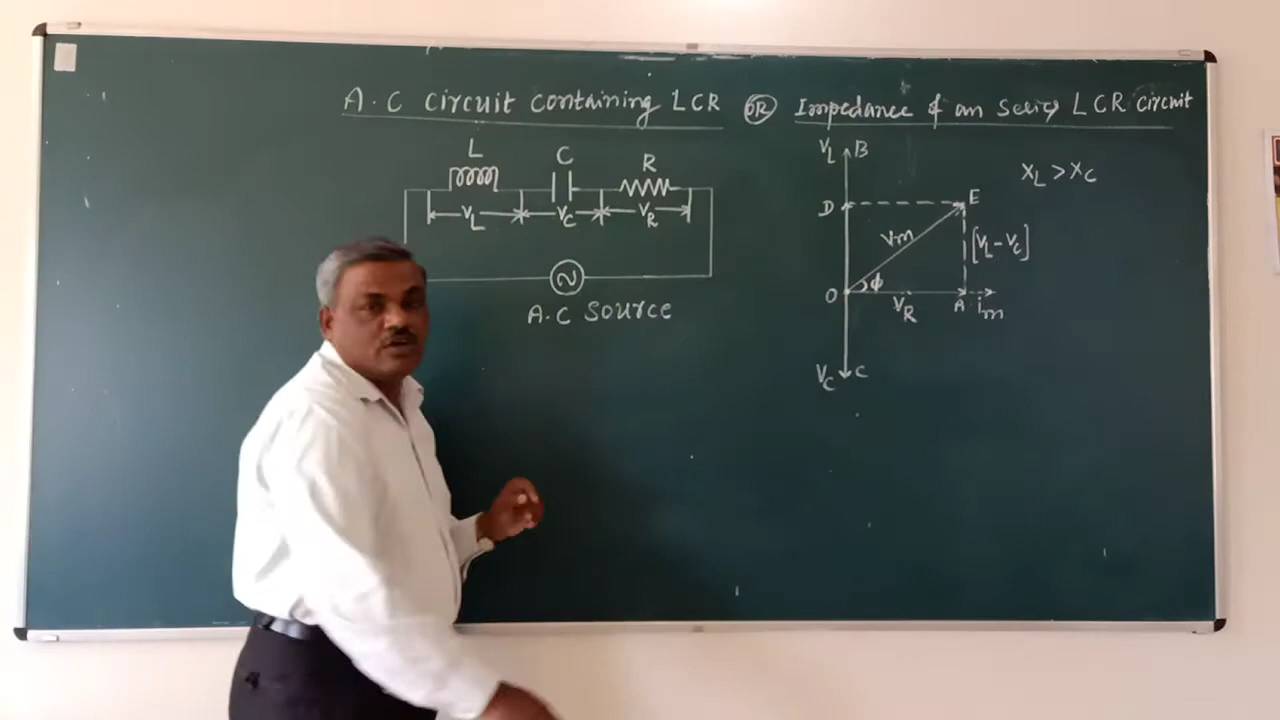 A.C Circuit containing LCR OR Impedance of an Series LCR circuit
L
C
R
VL
VC
VR
A.C Source
VL B
XL > XC
D
E
Vm
[VL-VC]
O
ϕ
VR
A
im
VC C